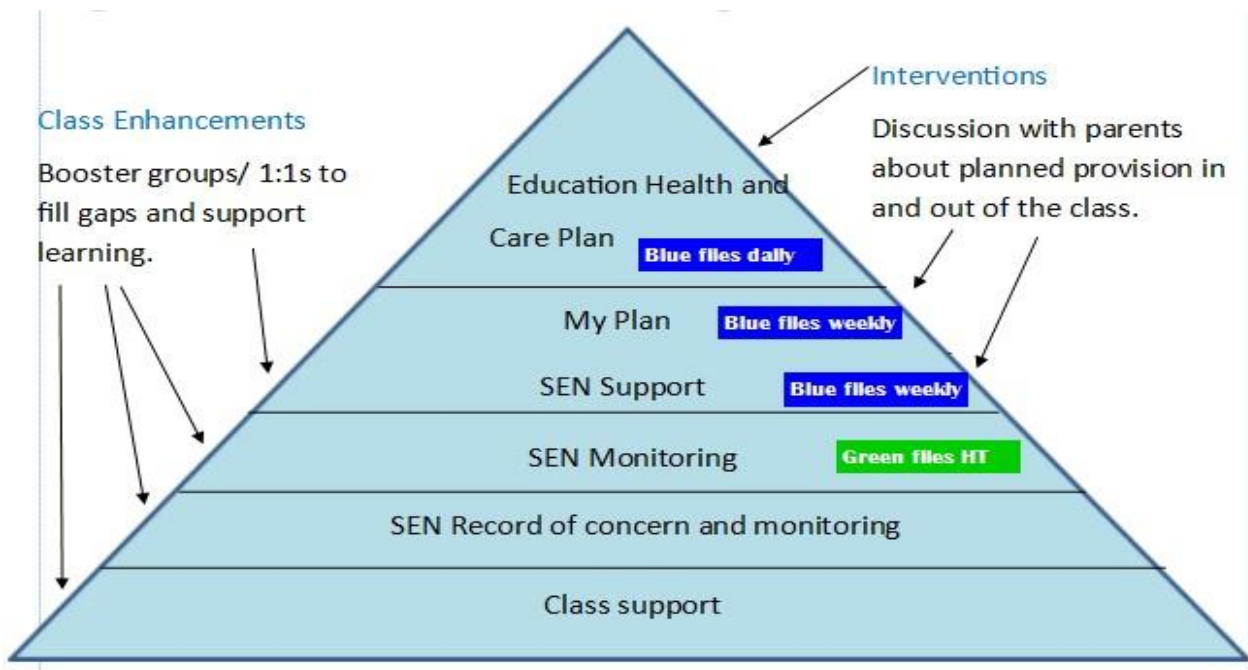 Class Enhancements
Booster groups/ 1:1s to
fill gaps and support
learning.
Interventions
Discussion with parents
about planned provision in
and out of the class.
Education Health and
Care Plan
Blue files daily
My Plan
Blue files weekly
SEN Support
Blue files weekly
SEN Monitoring
Green files HT
SEN Record of concern and monitoring
Class support